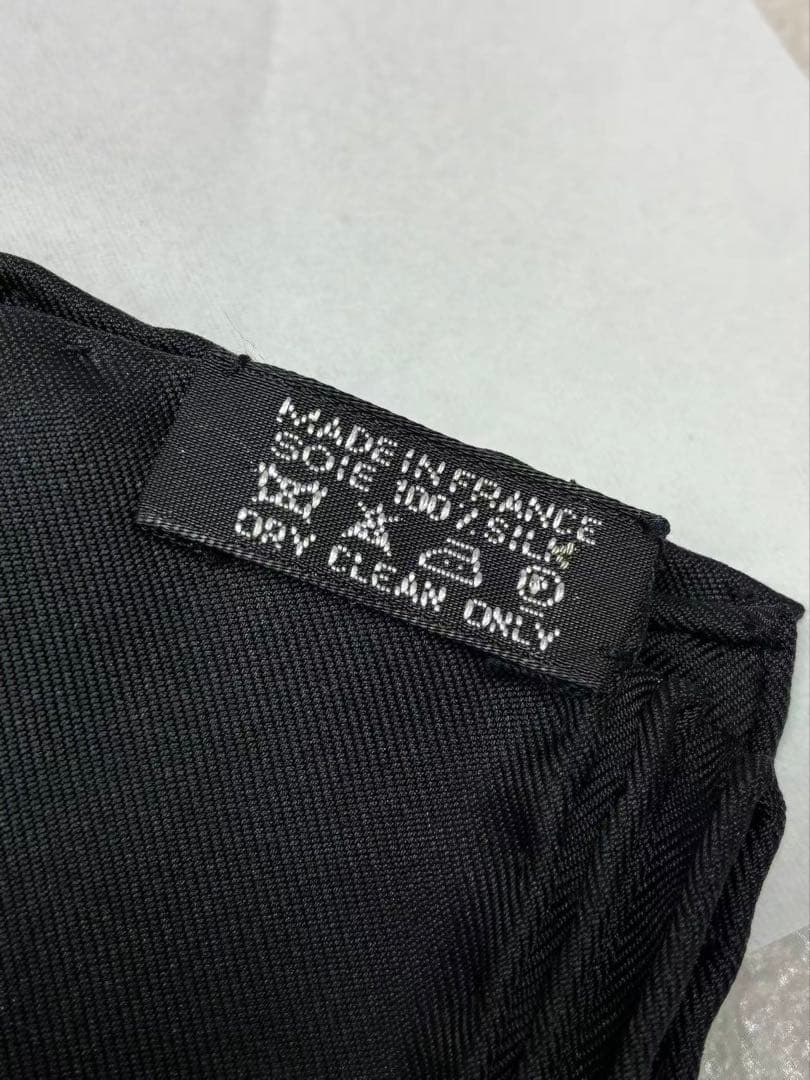 MADE IN FRANCE
SOIE 100% SILK
DRY CLEAN ONLY